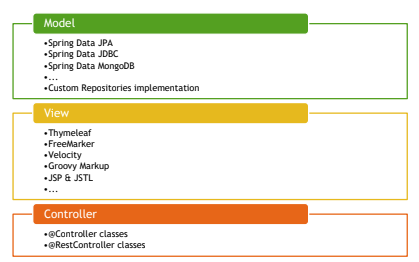 Model
•Spring Data JPA
•Spring Data JDBC
•Spring Data MongoDB
•...
•Custom Repositories implementation
View
•Thymeleaf
•FreeMarker
•Velocity
•Groovy Markup
•JSP & JSTL
•...
Controller
•@Controller classes
•@RestController classes